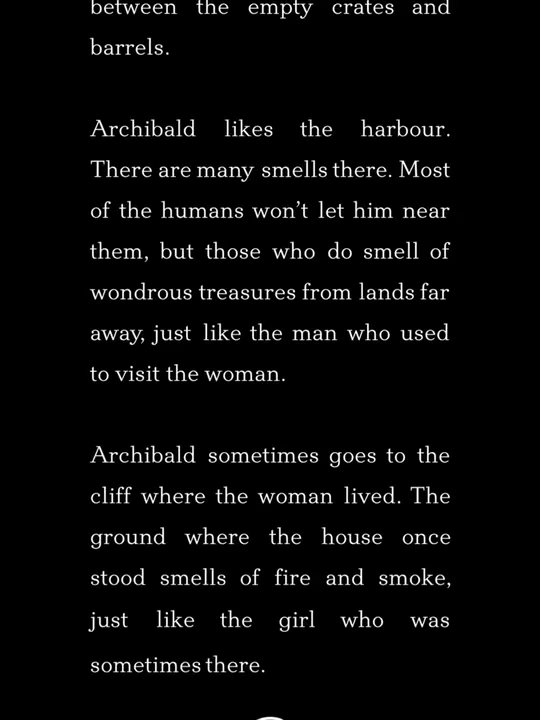 between the empty crates and
barrels.
Archibald likes the harbour.
There are many smells there. Most
of the humans won’t let him near
them, but those who do smell of
wondrous treasures from lands far
away, just like the man who used
to visit the woman.
Archibald sometimes goes to the
cliff where the woman lived. The
ground where the house once
stood smells of fire and smoke,
just like the girl who was
sometimes there.